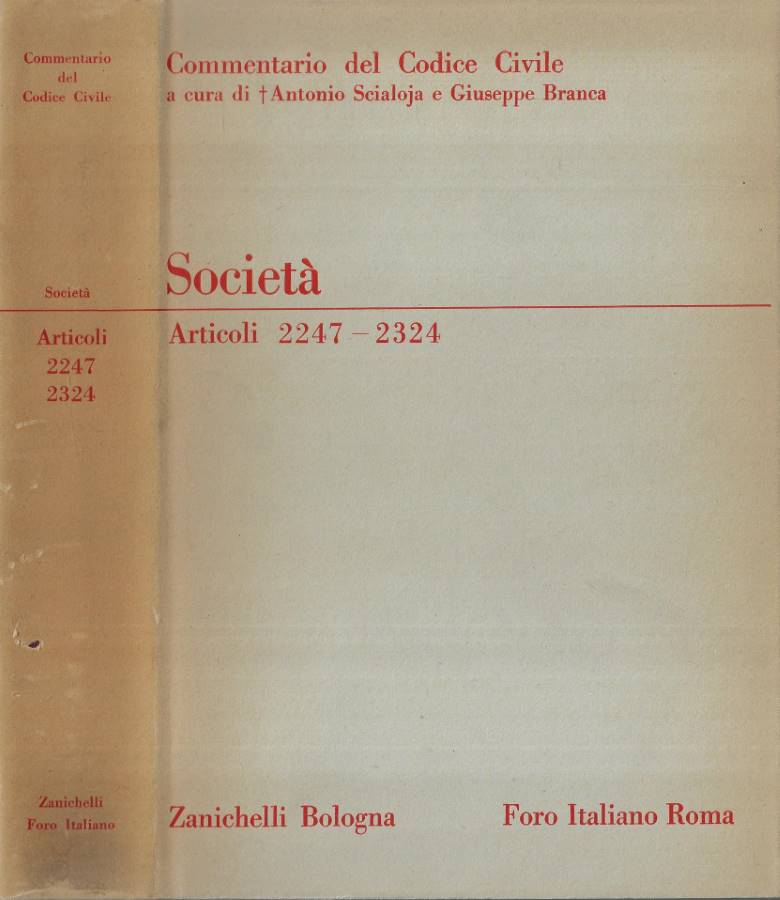 Commentario
del
Codice Civile
Società
Articoli
2247
2324
Zanichelli
Foro Italiano
Commentario del Codice Civile
a cura di † Antonio Scialoja e Giuseppe Branca
Società
Articoli 2247 – 2324
Zanichelli Bologna
Foro Italiano Roma